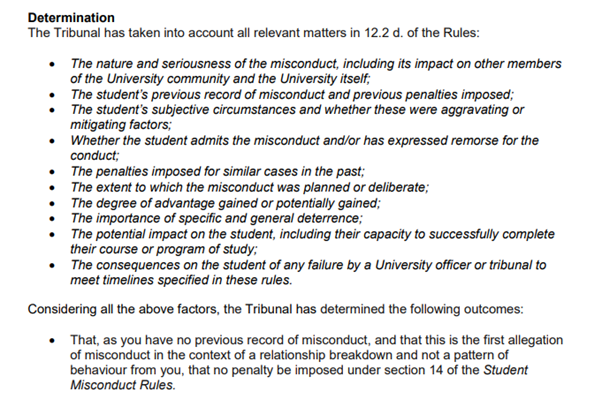 Determination
The Tribunal has taken into account all relevant matters in 12.2 d. of the Rules:
• The nature and seriousness of the misconduct, including its impact on other members
of the University community and the University itself;
• The student's previous record of misconduct and previous penalties imposed;
• The student's subjective circumstances and whether these were aggravating or
mitigating factors;
• Whether the student admits the misconduct and/or has expressed remorse for the
conduct;
• The penalties imposed for similar cases in the past;
• The extent to which the misconduct was planned or deliberate;
• The degree of advantage gained or potentially gained;
• The importance of specific and general deterrence;
• The potential impact on the student, including their capacity to successfully complete
their course or program of study;
• The consequences on the student of any failure by a University officer or tribunal to
meet timelines specified in these rules.
Considering all the above factors, the Tribunal has determined the following outcomes:
• That, as you have no previous record of misconduct, and that this is the first allegation
of misconduct in the context of a relationship breakdown and not a pattern of
behaviour from you, that no penalty be imposed under section 14 of the Student
Misconduct Rules.